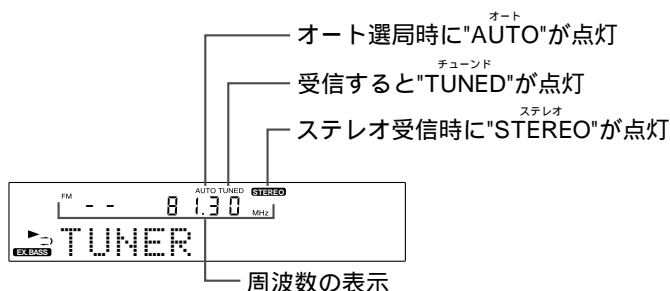 オート選局時に"AUTO"が点灯
オート
受信すると"TUNED"が点灯
チューンド
ステレオ受信時に"STEREO"が点灯
ステレオ
AUTO TUNED STEREO
FM -- 81.30 MHz
EX.BASS TUNER
周波数の表示